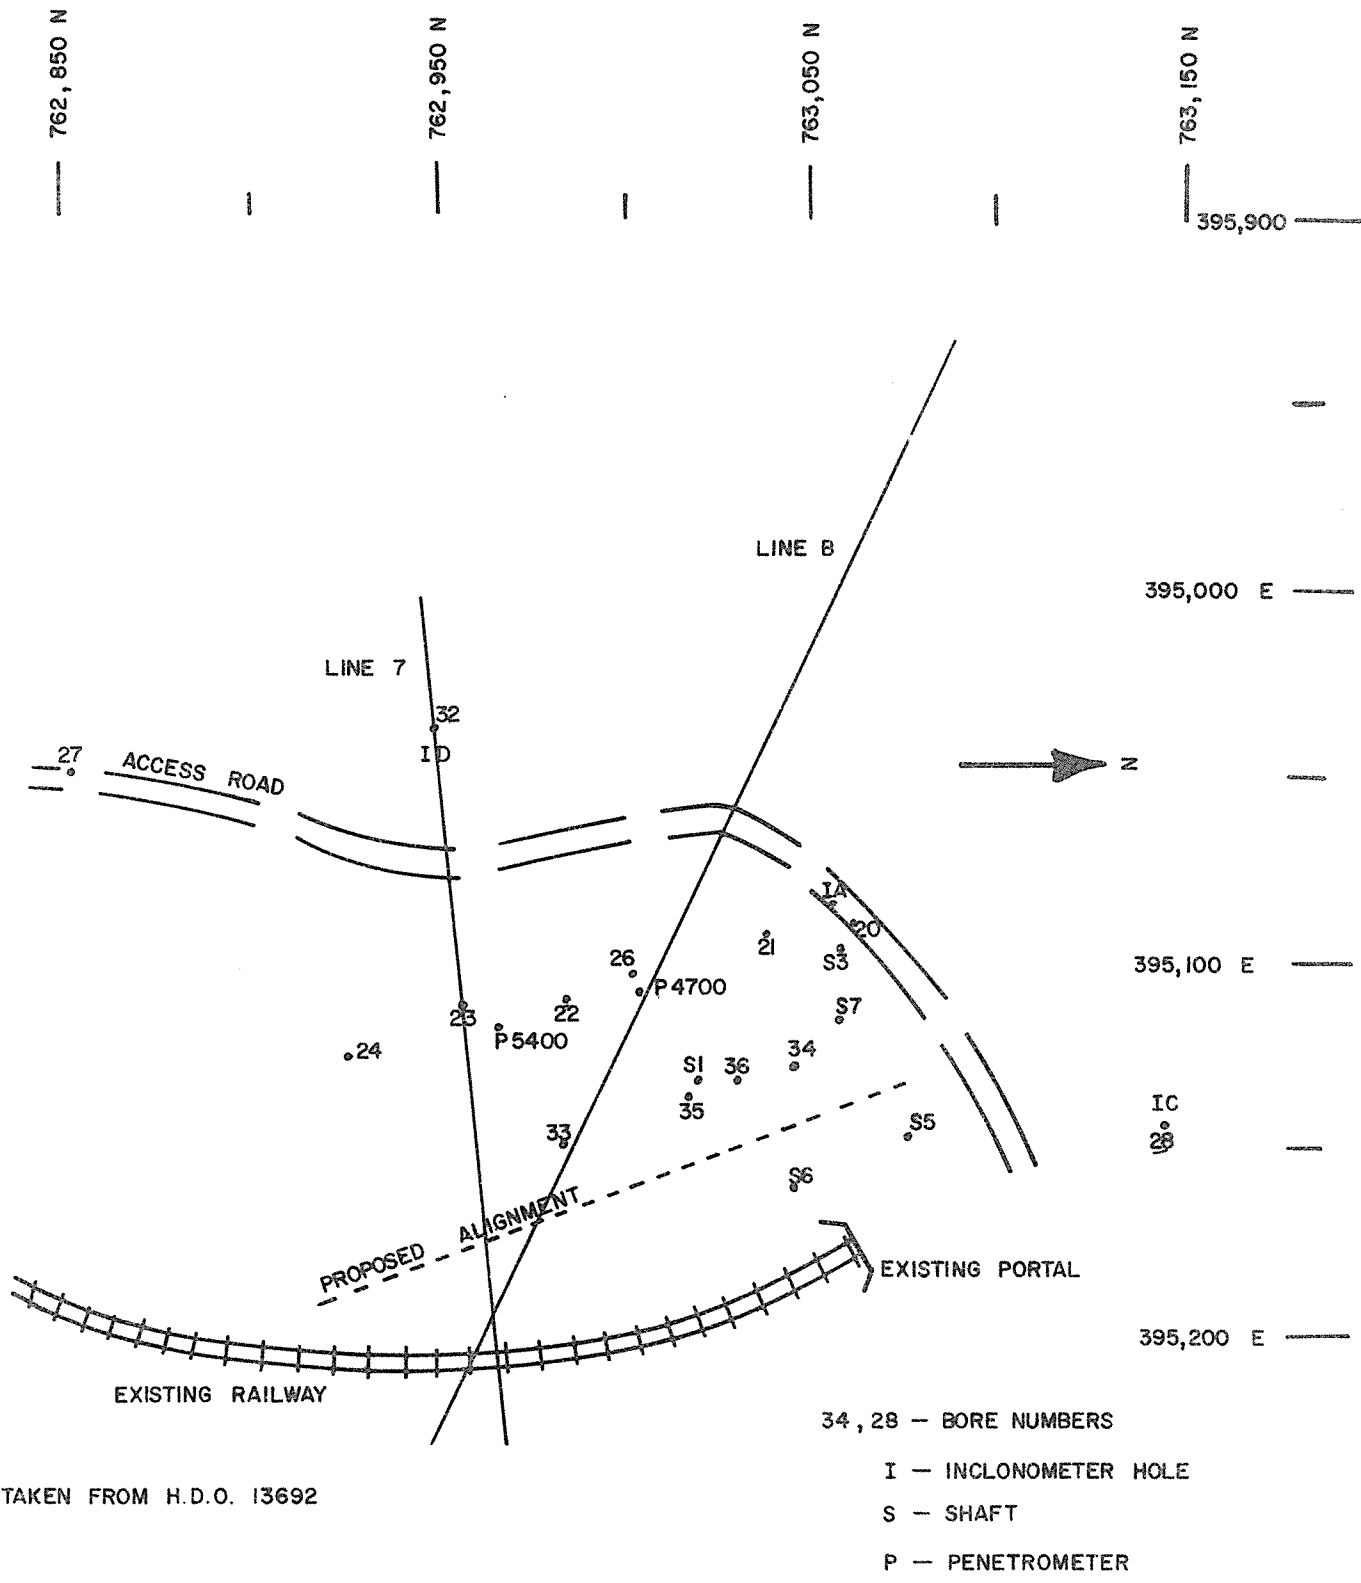 762,850 N
762,950 N
763,050 N
763,150 N
395,900
LINE B
395,000 E
LINE 7
32
ID
27
ACCESS ROAD
N
IA
20
21
S3
26
395,100 E
P4700
23
22
S7
P5400
24
34
S1
36
35
IC
28
S5
33
S6
PROPOSED ALIGNMENT
EXISTING PORTAL
395,200 E
EXISTING RAILWAY
34,28 — BORE NUMBERS
I — INCLONOMETER HOLE
S — SHAFT
P — PENETROMETER
TAKEN FROM H.D.O. 13692